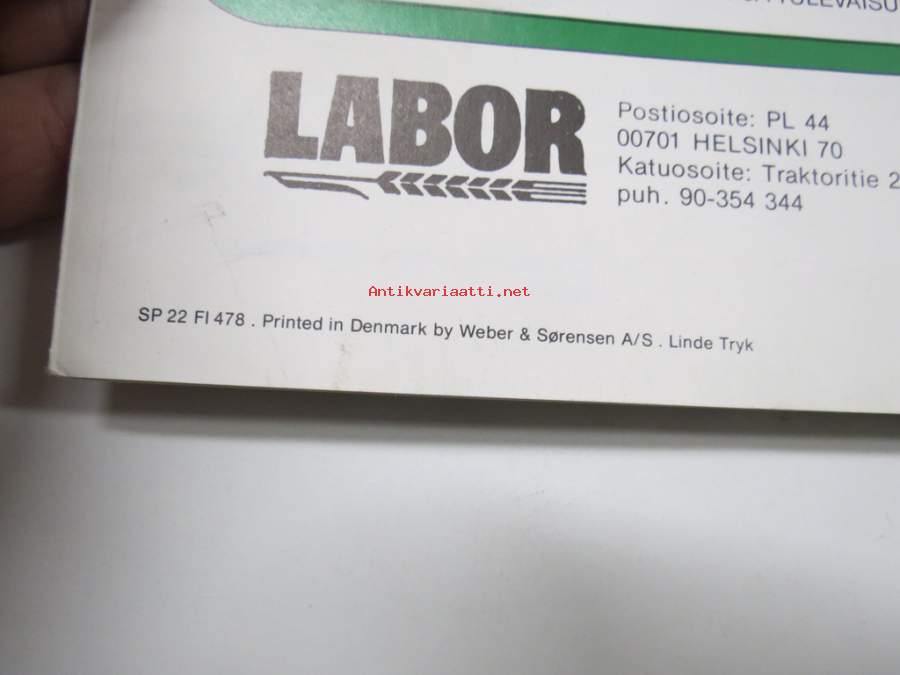 LABOR
Postiosoite: PL 44
00701 HELSINKI 70
Katuosoite: Traktoritie 2
puh. 90-354 344
Antikvariaatti.net
SP 22 FI 478 . Printed in Denmark by Weber & Sørensen A/S . Linde Tryk